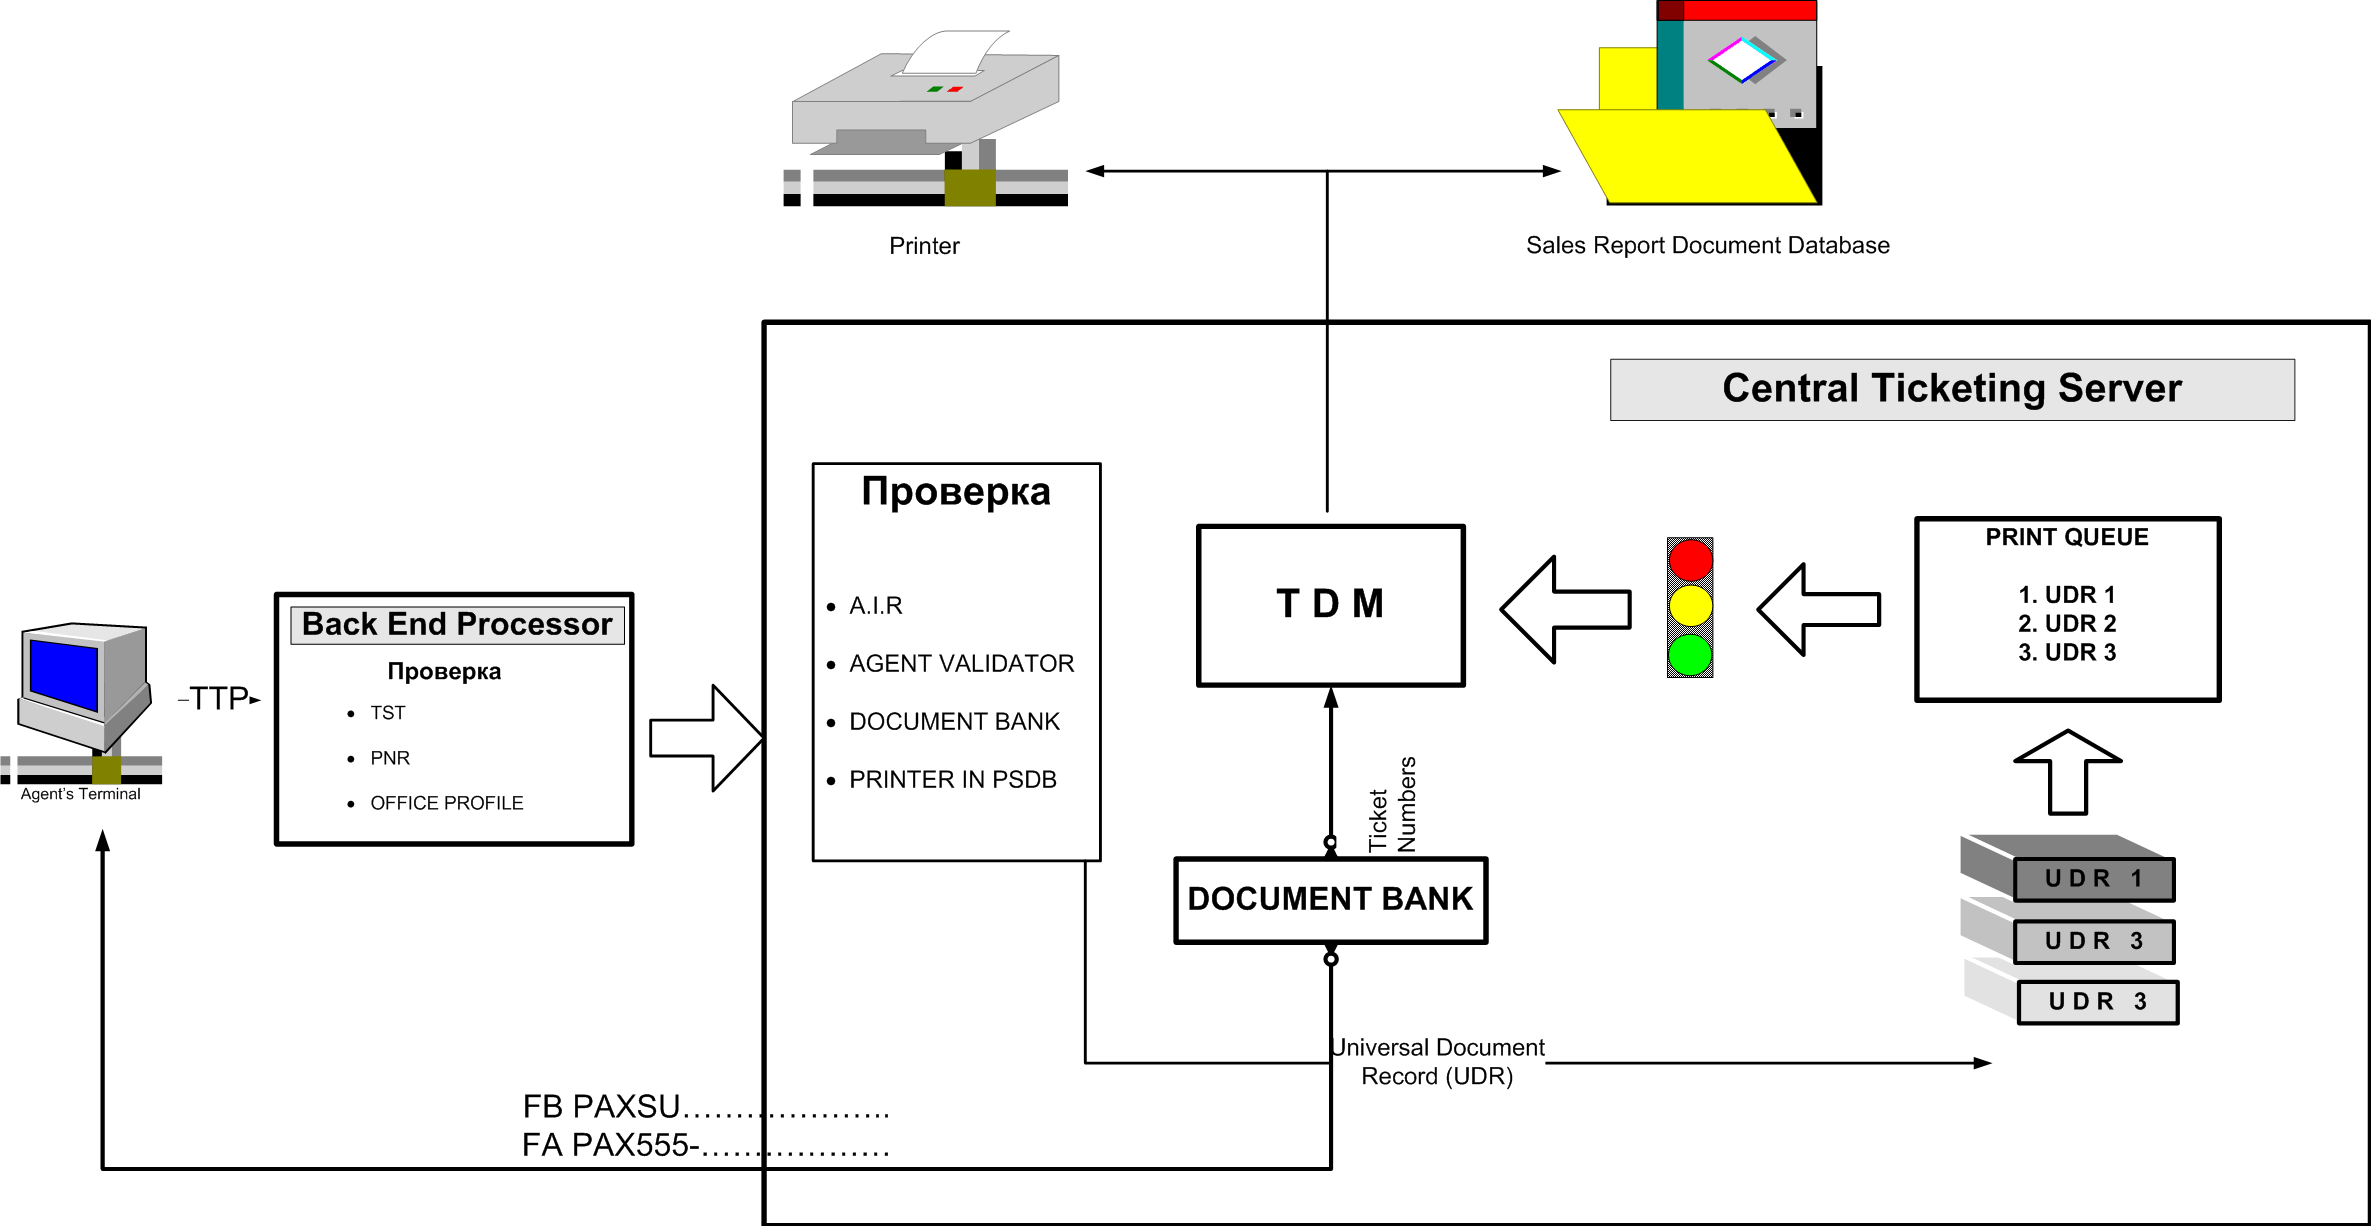 Printer
Sales Report Document Database
Central Ticketing Server
Agent's Terminal
TTP
Back End Processor
Проверка
TST
PNR
OFFICE PROFILE
Проверка
A.I.R
AGENT VALIDATOR
DOCUMENT BANK
PRINTER IN PSDB
T D M
PRINT QUEUE
1. UDR 1
2. UDR 2
3. UDR 3
Ticket
Numbers
DOCUMENT BANK
U D R 1
U D R 3
U D R 3
Universal Document
Record (UDR)
FB PAXSU....................
FA PAX555-..................